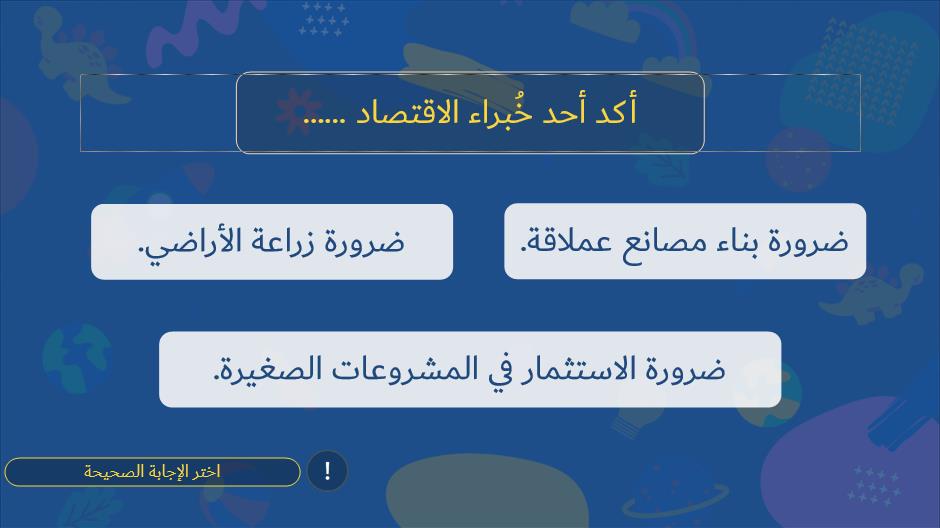 أكد أحد خُبراء الاقتصاد ......
ضرورة بناء مصانع عملاقة.
ضرورة زراعة الأراضي.
ضرورة الاستثمار في المشروعات الصغيرة.
!
اختر الإجابة الصحيحة